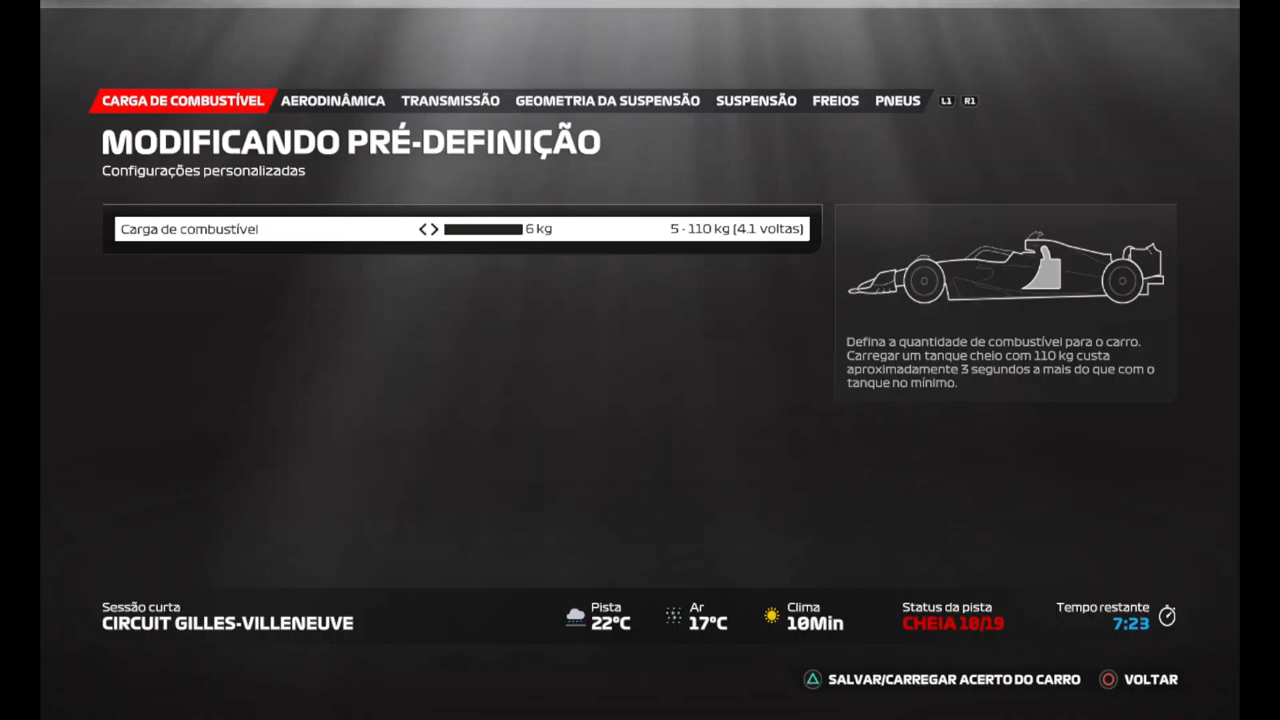 CARGA DE COMBUSTÍVEL AERODINÂMICA TRANSMISSÃO GEOMETRIA DA SUSPENSÃO SUSPENSÃO FREIOS PNEUS L1 R1
MODIFICANDO PRÉ-DEFINIÇÃO
Configurações personalizadas
Carga de combustível 6 kg 5 - 110 kg (4.1 voltas)
Defina a quantidade de combustível para o carro.
Carregar um tanque cheio com 110 kg custa
aproximadamente 3 segundos a mais do que com o
tanque no mínimo.
Sessão curta Pista Ar Clima Status da pista Tempo restante
CIRCUIT GILLES-VILLENEUVE 22°C 17°C 10Min CHEIA 10/19 7:23
SALVAR/CARREGAR ACERTO DO CARRO VOLTAR